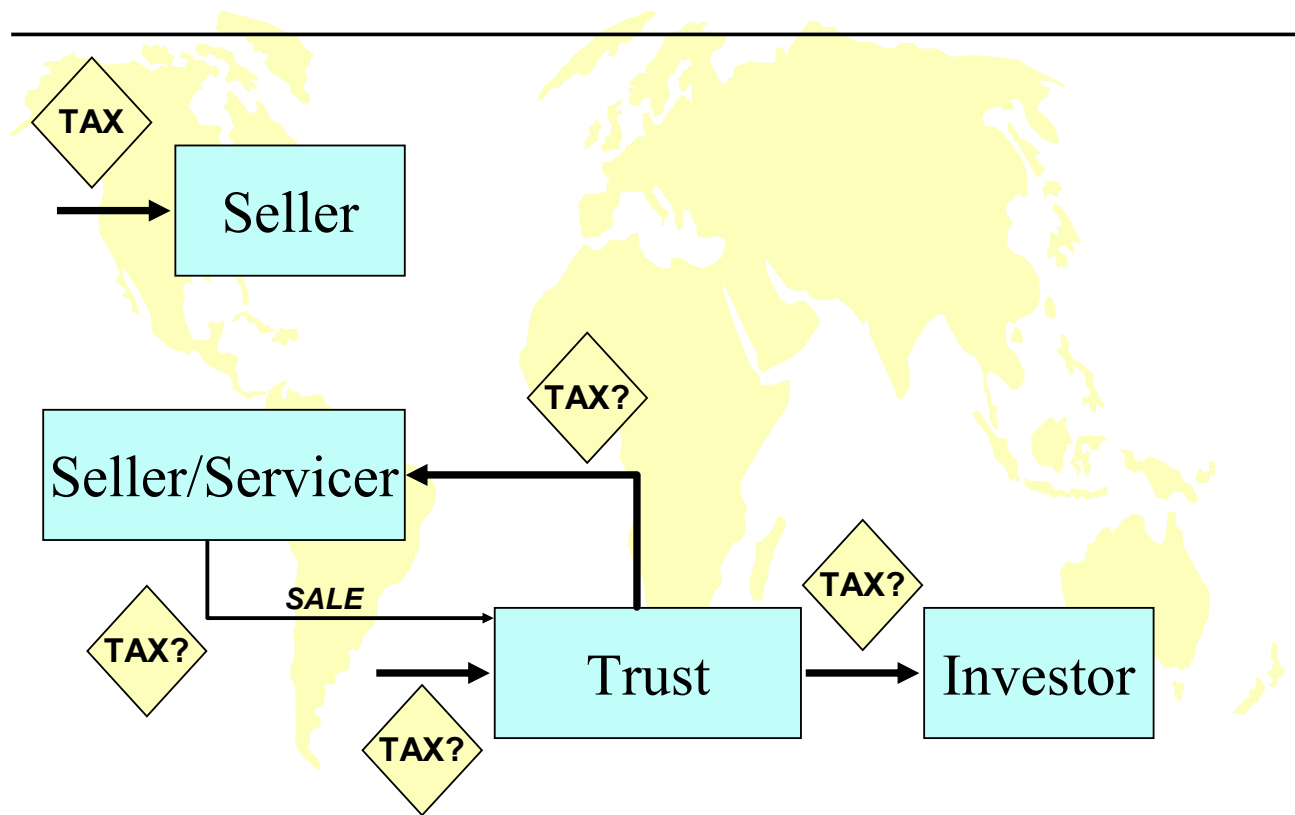 TAX
Seller
TAX?
Seller/Servicer
SALE
TAX?
TAX?
Trust
Investor
TAX?